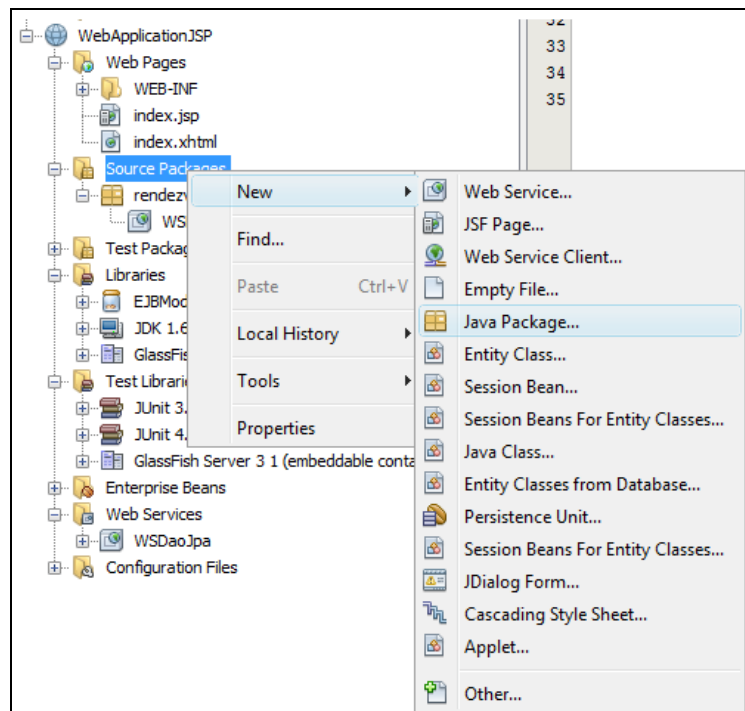 WebApplicationJSP
Web Pages
WEB-INF
index.jsp
index.xhtml
Source Packages
Test Packag
Libraries
JDK 1.6
Test Librari
JUnit 3.
JUnit 4.
GlassFish Server 3 1 (embeddable conta
Enterprise Beans
Web Services
WSDaoJpa
Configuration Files
33
34
35
New
Find...
Paste Ctrl+V
Local History
Tools
Properties
Web Service...
JSF Page...
Web Service Client...
Empty File...
Java Package...
Entity Class...
Session Bean...
Session Beans For Entity Classes...
Java Class...
Entity Classes from Database...
Persistence Unit...
Session Beans For Entity Classes...
JDialog Form...
Cascading Style Sheet...
Applet...
Other...